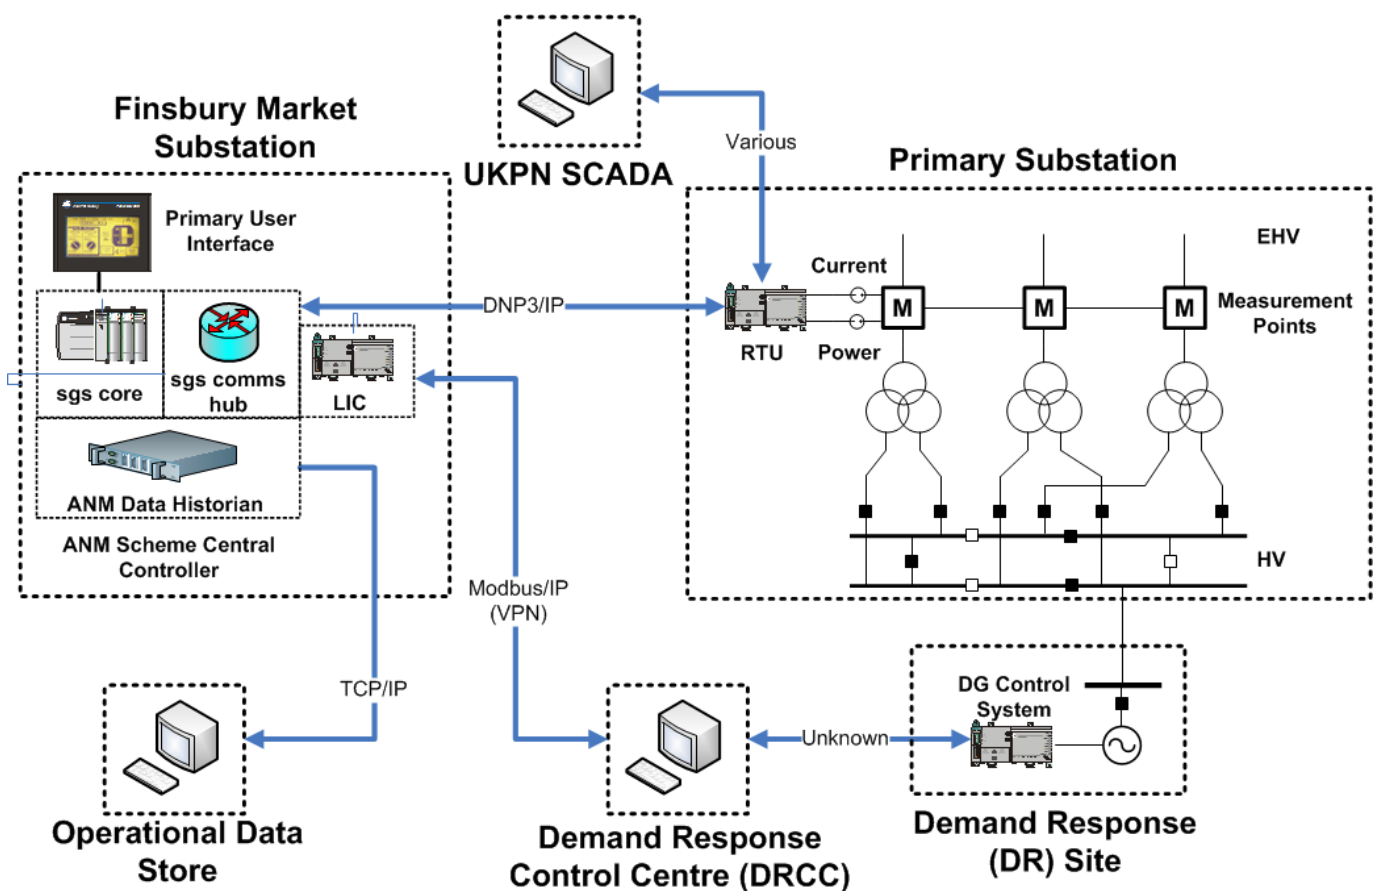 Finsbury Market
Substation
UKPN SCADA
Various
Primary Substation
Primary User
Interface
sgs core
sgs comms
hub
LIC
ANM Data Historian
ANM Scheme Central
Controller
DNP3/IP
RTU
Current
Power
M
M
M
EHV
Measurement
Points
HV
Modbus/IP
(VPN)
TCP/IP
Operational Data
Store
Demand Response
Control Centre (DRCC)
Unknown
DG Control
System
Demand Response
(DR) Site